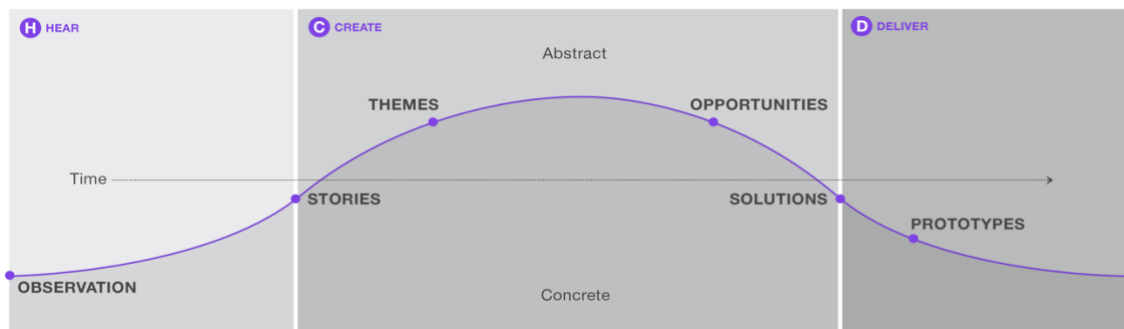 H HEAR
C CREATE
D DELIVER
Abstract
THEMES
OPPORTUNITIES
Time
STORIES
SOLUTIONS
PROTOTYPES
OBSERVATION
Concrete